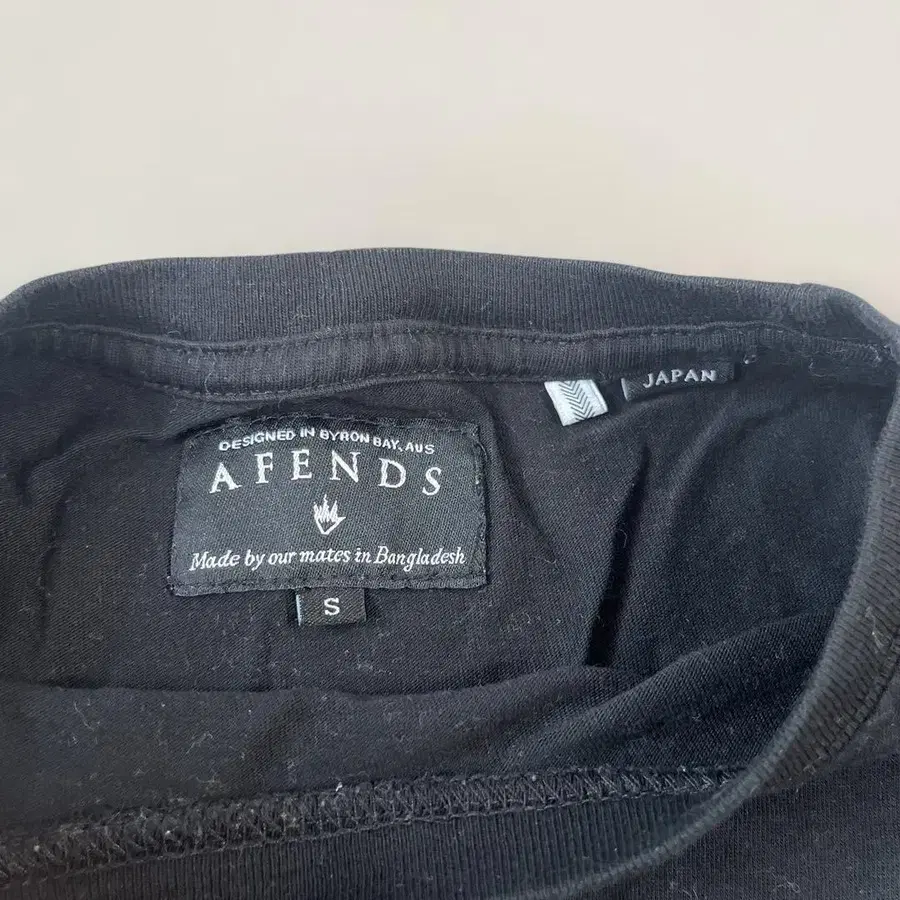 JAPAN
DESIGNED IN BYRON BAY, AUS
AFENDS
Made by our mates in Bangladesh
S